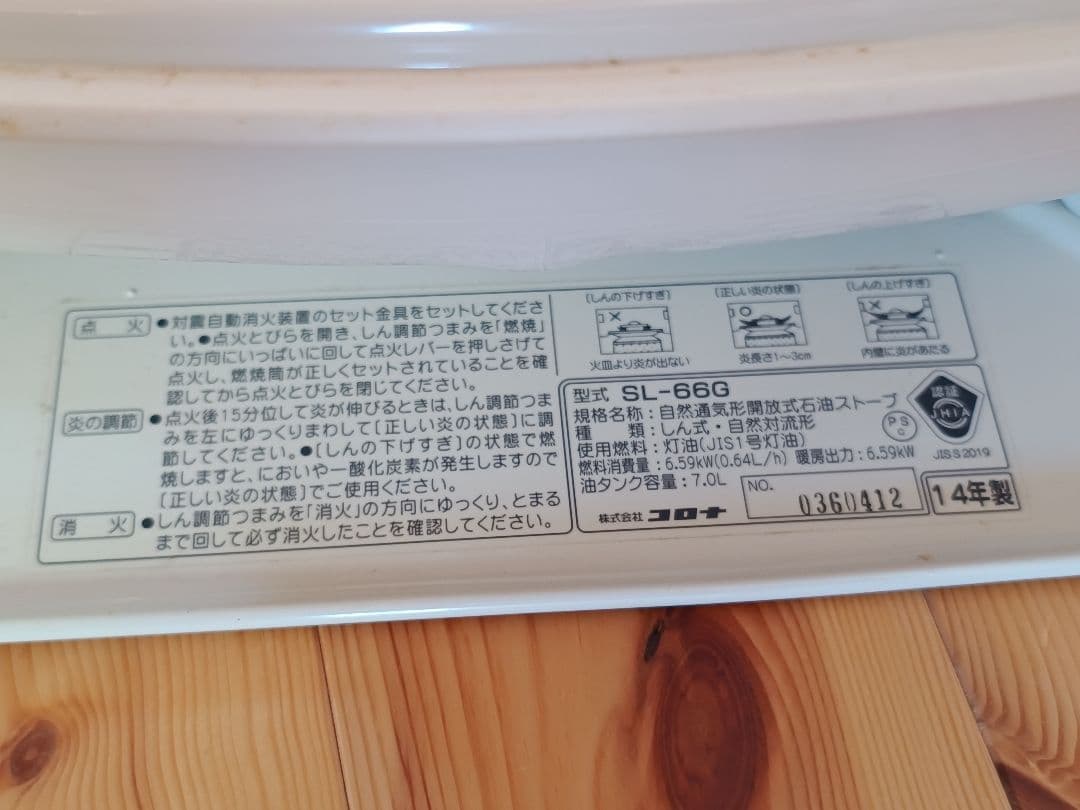 点火
●対震自動消火装置のセット金具をセットしてくださ
い。●点火とびらを開き、しん調節つまみを「燃焼」
の方向にいっぱいに回して点火レバーを押しさげて
点火し、燃焼筒が正しくセットされていることを確
認してから点火とびらを閉じてください。
炎の調節
●点火後15分位して炎が伸びるときは、しん調節つま
みを左にゆっくりまわして[正しい炎の状態]に調
節してください。●[しんの下げすぎ]の状態で燃
焼しますと、においや一酸化炭素が発生しますので
[正しい炎の状態]でご使用ください。
消火
●しん調節つまみを「消火」の方向にゆっくり、とまる
まで回して必ず消火したことを確認してください。
[しんの下げすぎ]
火皿より炎が出ない
[正しい炎の状態]
炎長さ1~3cm
[しんの上げすぎ]
内筒に炎があたる
型式 SL-66G
規格名称:自然通気形開放式石油ストーブ
種類:しん式・自然対流形
使用燃料:灯油(JIS1号灯油)
燃料消費量:6.59kW(0.64L/h) 暖房出力:6.59kW
油タンク容量:7.0L
株式会社コロナ
NO.
0360412
PS
C
認証
JHIA
JISS2019
14年製